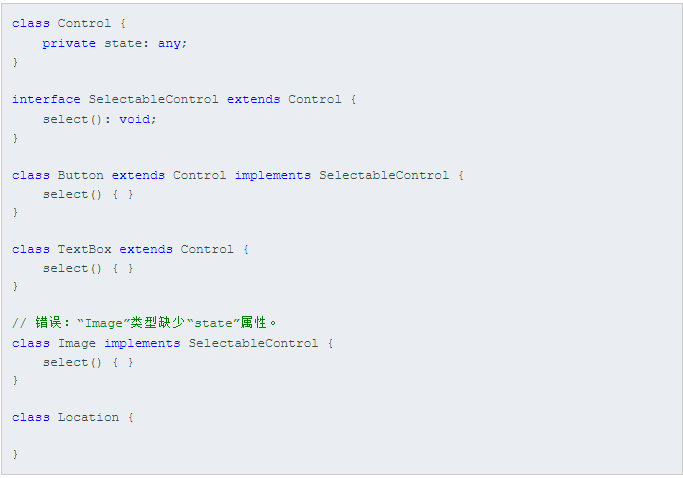 class Control {
    private state: any;
}

interface SelectableControl extends Control {
    select(): void;
}

class Button extends Control implements SelectableControl {
    select() { }
}

class TextBox extends Control {
    select() { }
}

// 错误：“Image”类型缺少“state”属性。
class Image implements SelectableControl {
    select() { }
}

class Location {

}